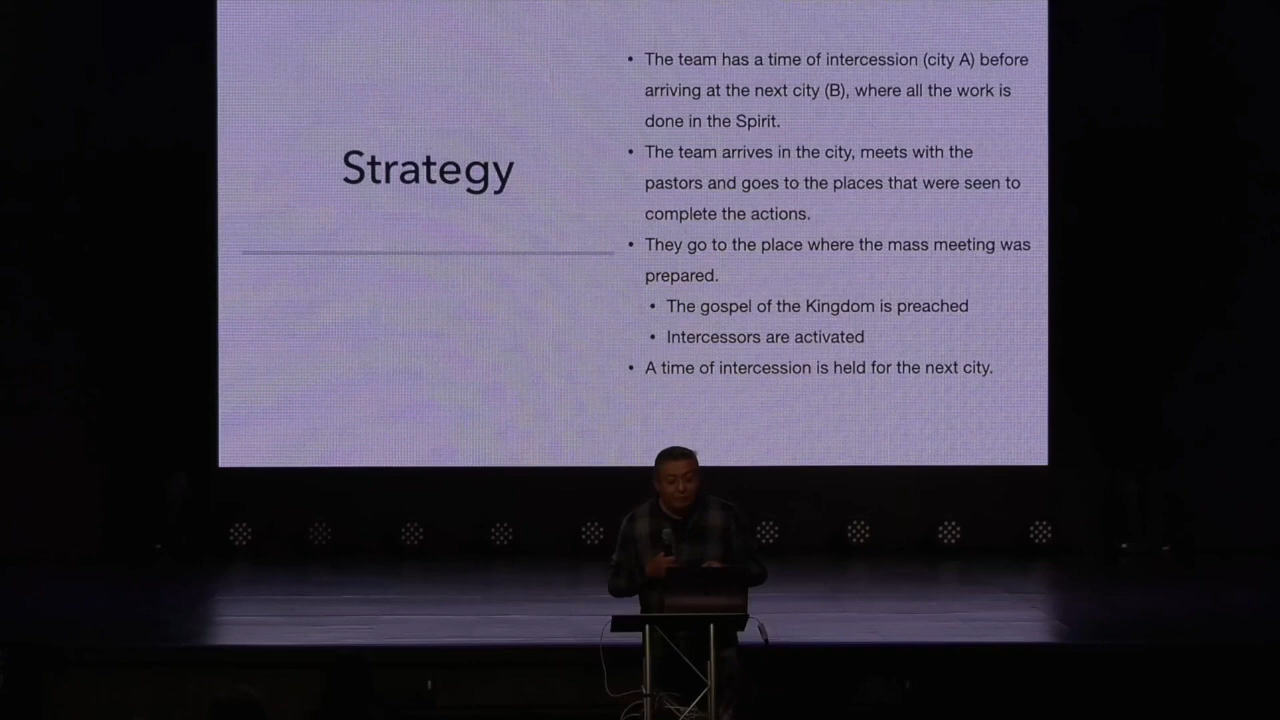 Strategy
• The team has a time of intercession (city A) before
arriving at the next city (B), where all the work is
done in the Spirit.
• The team arrives in the city, meets with the
pastors and goes to the places that were seen to
complete the actions.
• They go to the place where the mass meeting was
prepared.
• The gospel of the Kingdom is preached
• Intercessors are activated
• A time of intercession is held for the next city.